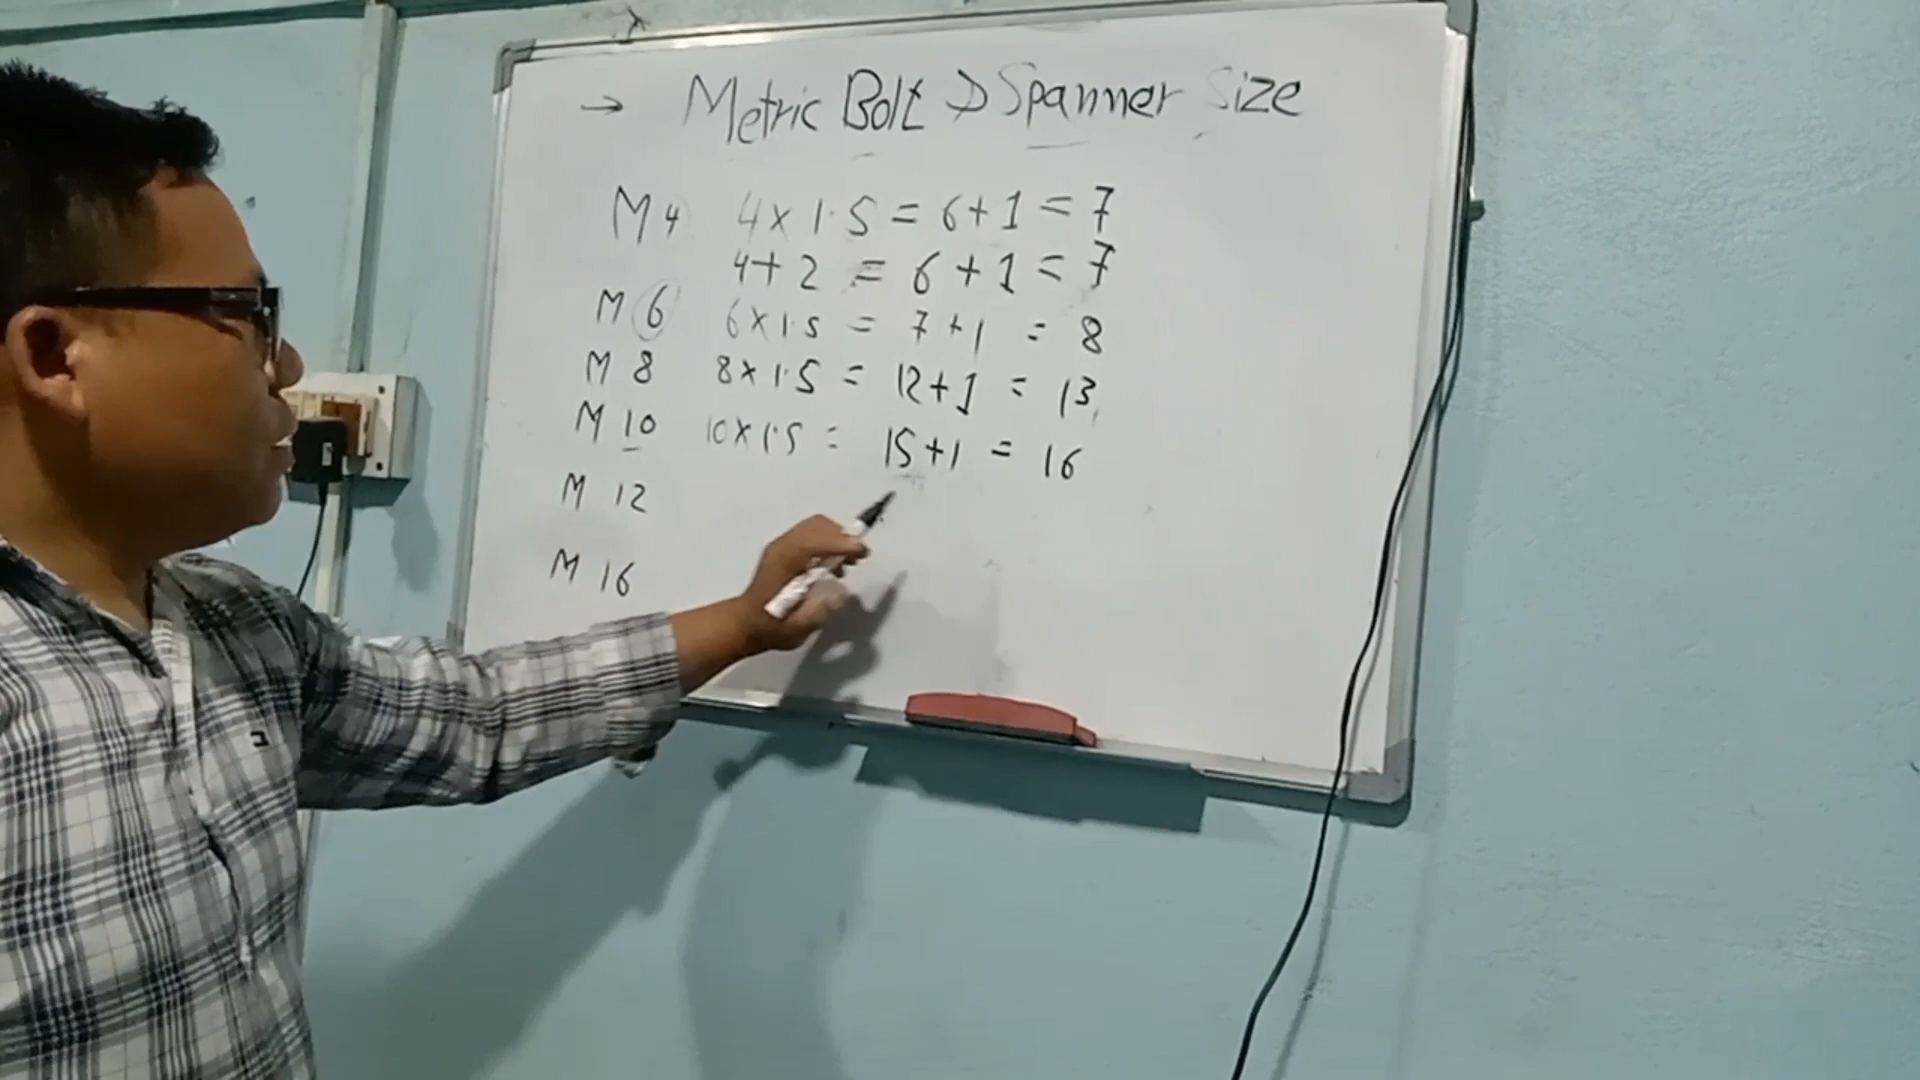 → Metric Bolt → Spanner Size
M4 4 x 1.5 = 6+1 = 7
4+2 = 6+1 = 7
M 6 6 x 1.5 = 7+1 = 8
M 8 8 x 1.5 = 12+1 = 13
M 10 10 x 1.5 = 15+1 = 16
M 12
M 16